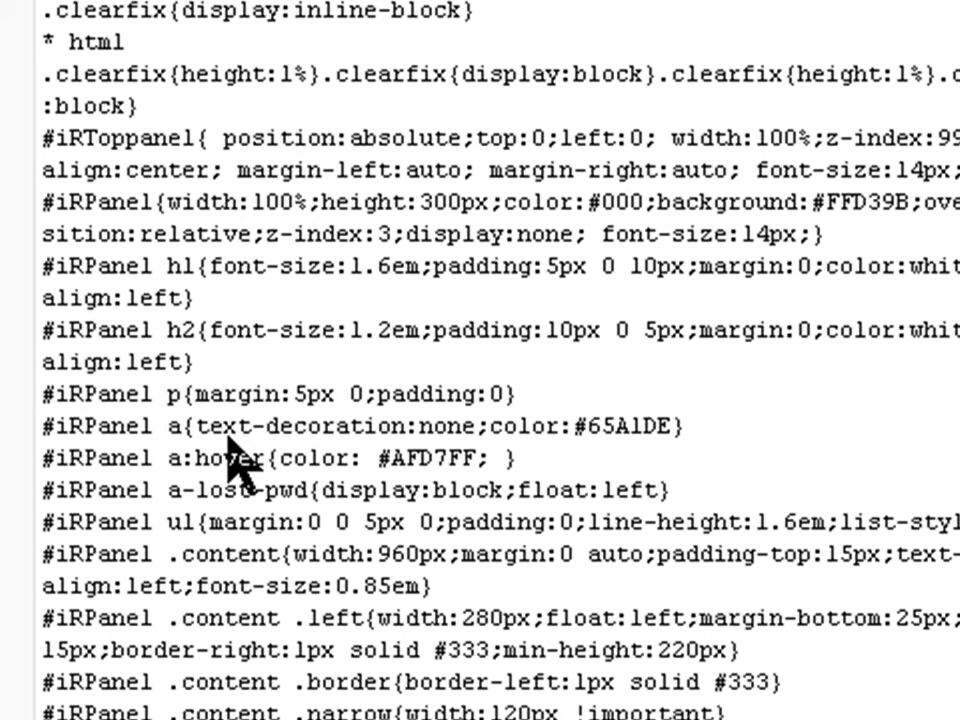 .clearfix{display:inline-block}
* html
.clearfix{height:1%}.clearfix{display:block}.clearfix{height:1%}.c
:block}
#iRToppanel{ position:absolute;top:0;left:0; width:100%;z-index:99
align:center; margin-left:auto; margin-right:auto; font-size:14px;
#iRPanel{width:100%;height:300px;color:#000;background:#FFD39B;ove
sition:relative;z-index:3;display:none; font-size:14px;}
#iRPanel h1{font-size:1.6em;padding:5px 0 10px;margin:0;color:whit
align:left}
#iRPanel h2{font-size:1.2em;padding:10px 0 5px;margin:0;color:whit
align:left}
#iRPanel p{margin:5px 0;padding:0}
#iRPanel a{text-decoration:none;color:#65A1DE}
#iRPanel a:hover{color: #AFD7FF; }
#iRPanel a-lost-pwd{display:block;float:left}
#iRPanel ul{margin:0 0 5px 0;padding:0;line-height:1.6em;list-styl
#iRPanel .content{width:960px;margin:0 auto;padding-top:15px;text-
align:left;font-size:0.85em}
#iRPanel .content .left{width:280px;float:left;margin-bottom:25px;
15px;border-right:1px solid #333;min-height:220px}
#iRPanel .content .border{border-left:1px solid #333}
#iRPanel .content .narrow{width:120px !important}